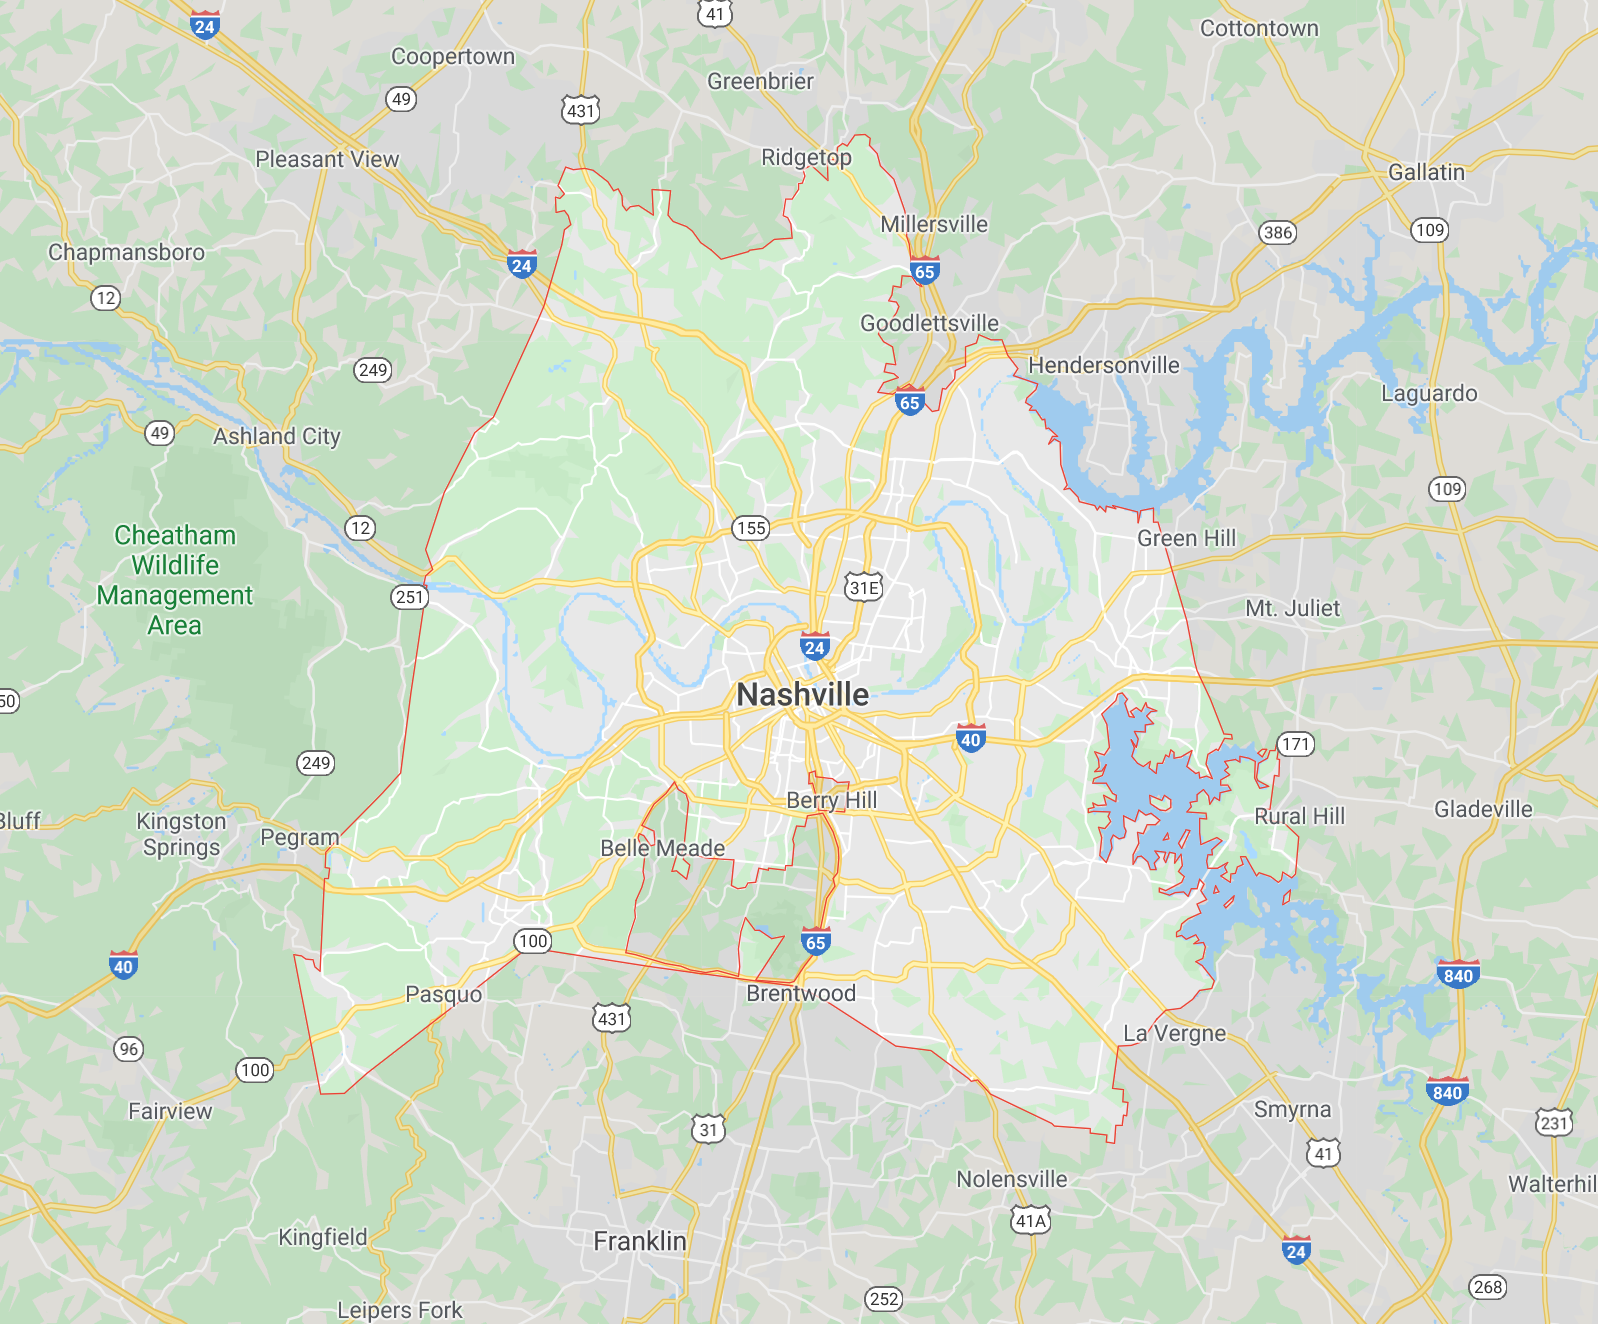 41
24
Cottontown
Coopertown
Greenbrier
49
431
Pleasant View
Ridgetop
Gallatin
Millersville
109
386
Chapmansboro
24
65
12
Goodlettsville
Hendersonville
249
Laguardo
65
49
Ashland City
109
12
155
Green Hill
Cheatham
Wildlife
Management
Area
31E
251
Mt. Juliet
24
Nashville
50
40
171
249
Berry Hill
Gladeville
Rural Hill
Bluff
Kingston
Springs
Pegram
Belle Meade
100
65
40
840
Brentwood
Pasquo
431
La Vergne
96
100
840
Fairview
Smyrna
231
31
41
Nolensville
Walterhil
41A
Kingfield
Franklin
24
268
252
Leipers Fork